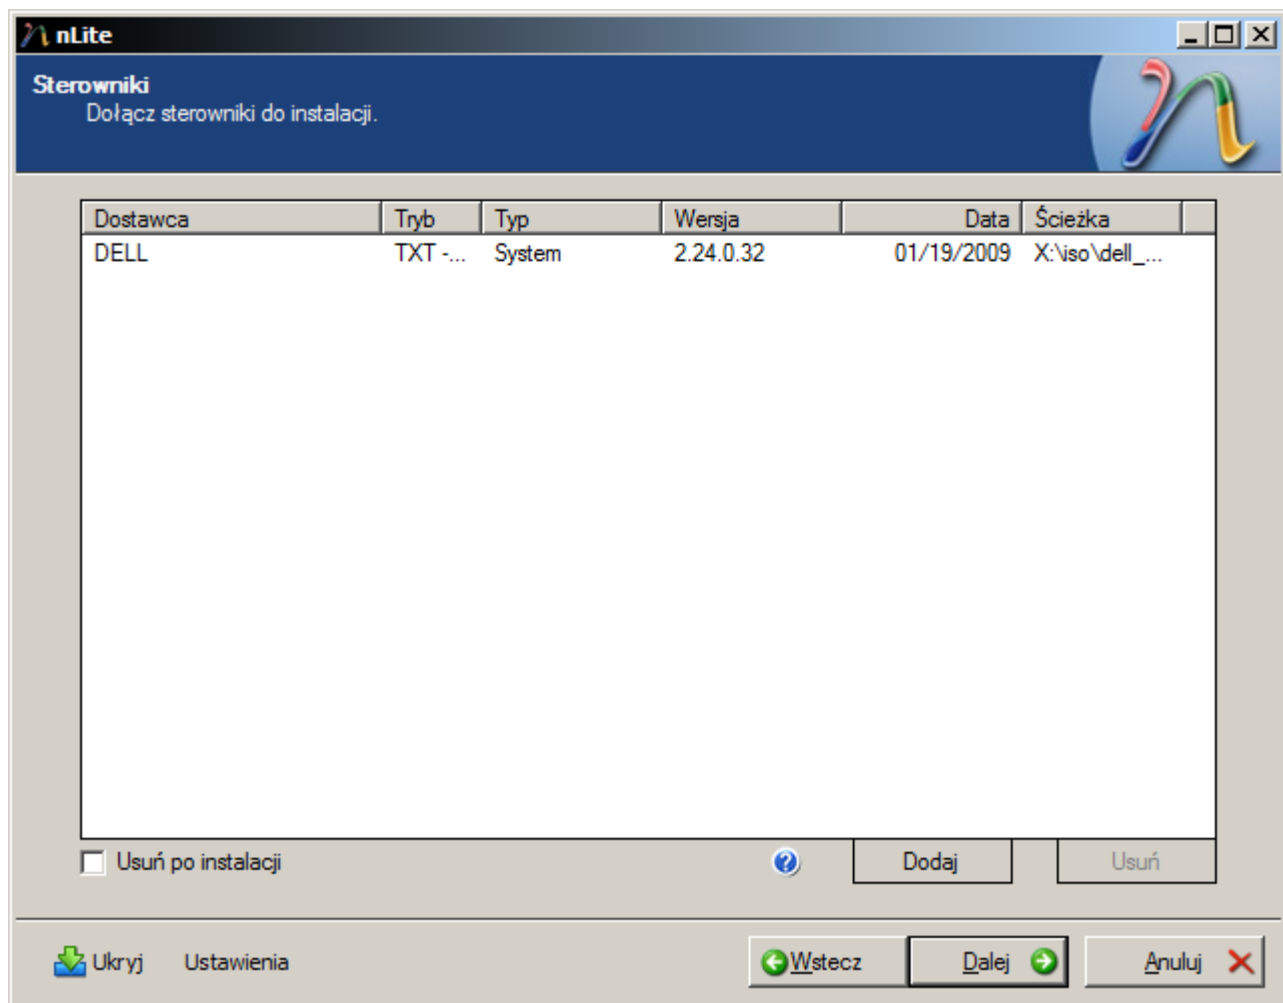 nLite
Sterowniki
Dołącz sterowniki do instalacji.
Dostawca Tryb Typ Wersja Data Ścieżka
DELL TXT -... System 2.24.0.32 01/19/2009 X:\iso\dell_...
Usuń po instalacji ? Dodaj Usuń
Ukryj Ustawienia Wstecz Dalej Anuluj